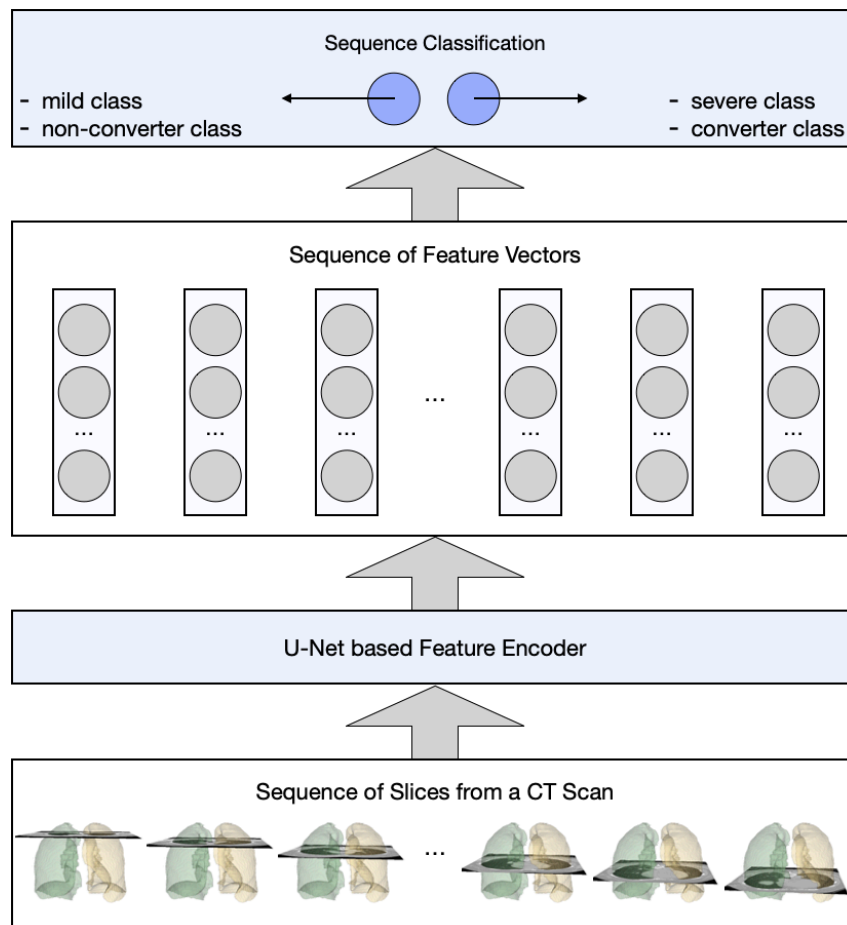 Sequence Classification
- mild class
- non-converter class
- severe class
- converter class
Sequence of Feature Vectors
...
... ... ... ... ... ...
U-Net based Feature Encoder
Sequence of Slices from a CT Scan
...